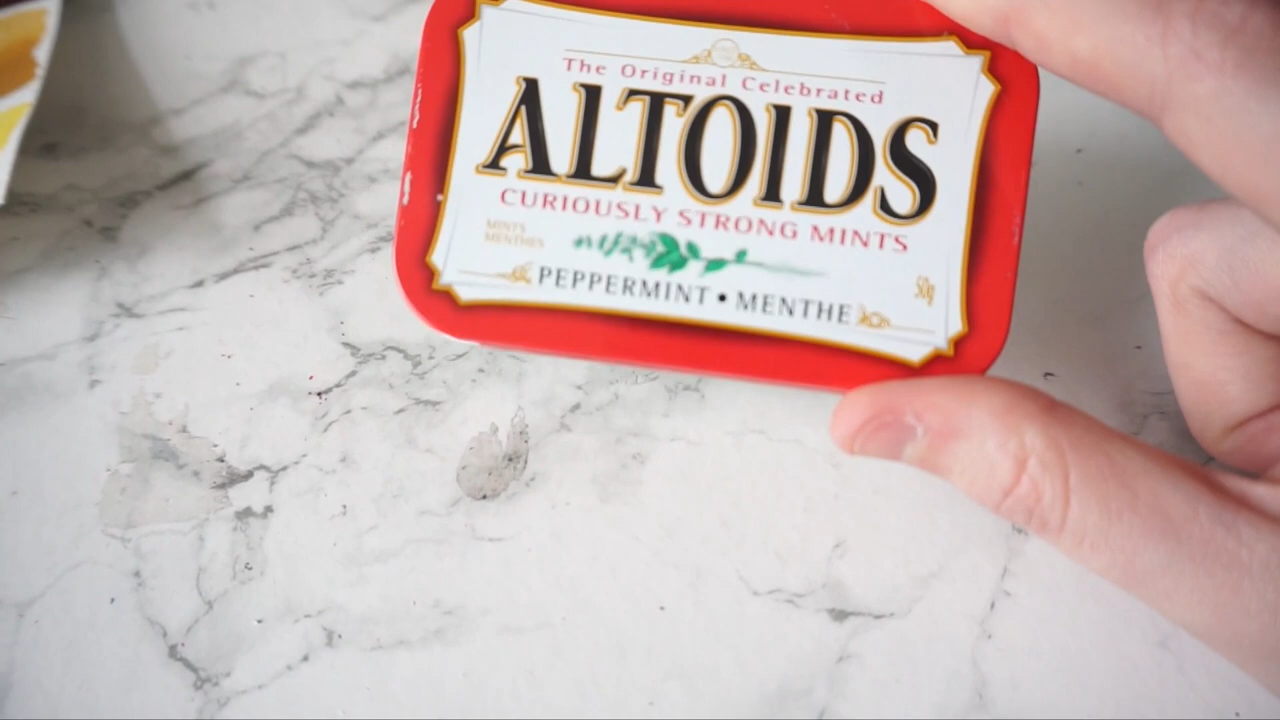 The Original Celebrated
ALTOIDS
CURIOUSLY STRONG MINTS
MINTS
MENTHES
PEPPERMINT • MENTHE
50g